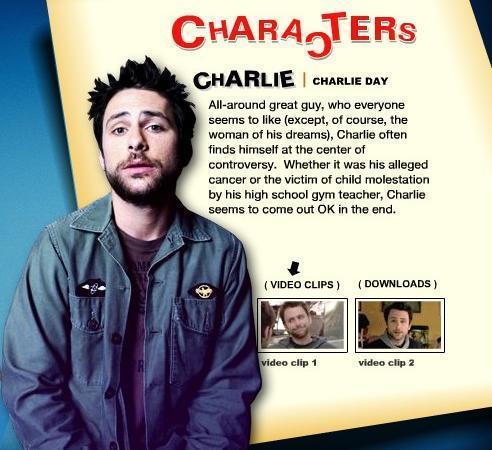 CHARACTERS
CHARLIE | CHARLIE DAY
All-around great guy, who everyone
seems to like (except, of course, the
woman of his dreams), Charlie often
finds himself at the center of
controversy. Whether it was his alleged
cancer or the victim of child molestation
by his high school gym teacher, Charlie
seems to come out OK in the end.
( VIDEO CLIPS ) ( DOWNLOADS )
video clip 1 video clip 2